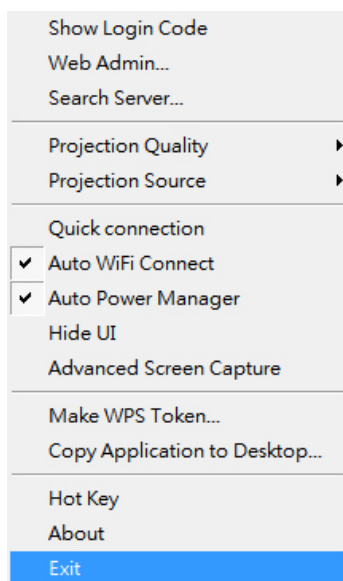 Show Login Code
Web Admin...
Search Server...
Projection Quality
Projection Source
Quick connection
Auto WiFi Connect
Auto Power Manager
Hide UI
Advanced Screen Capture
Make WPS Token...
Copy Application to Desktop...
Hot Key
About
Exit